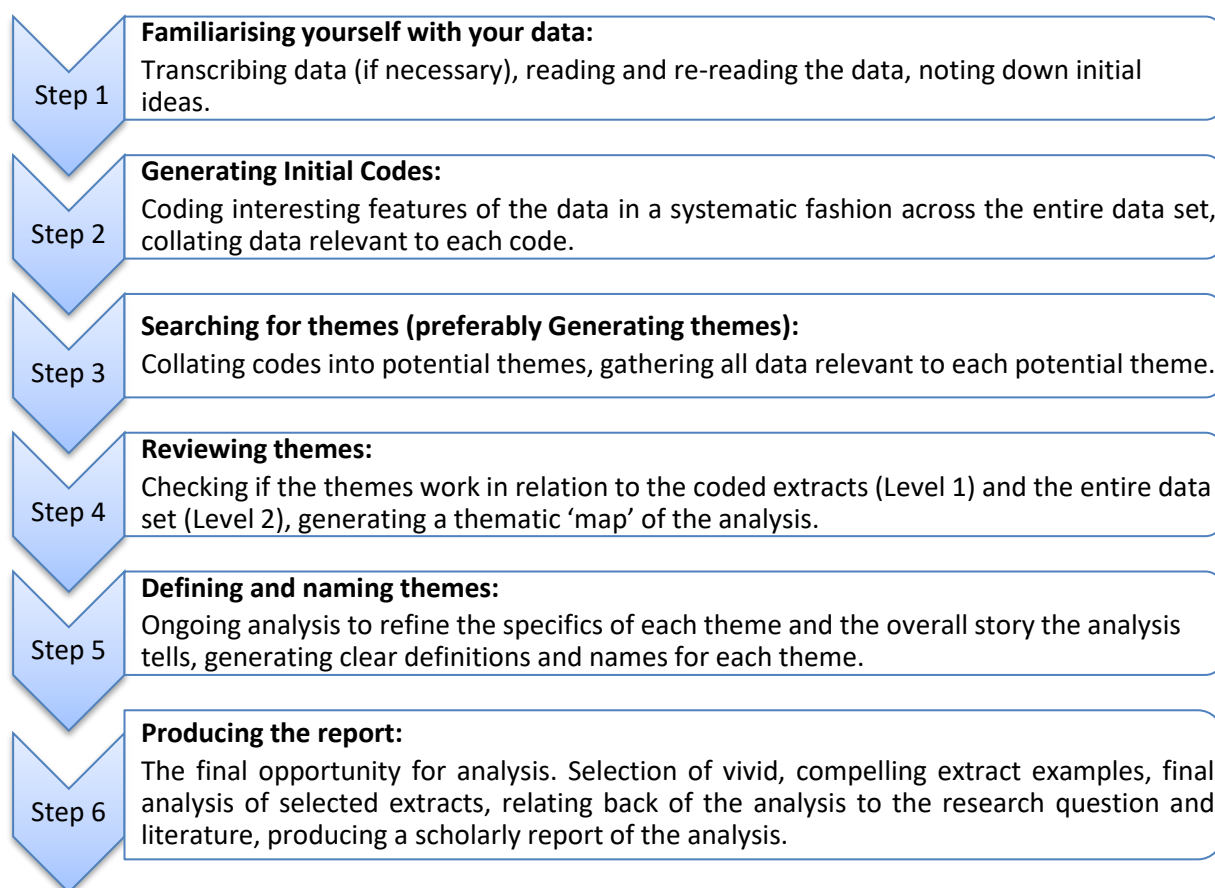 Familiarising yourself with your data:
Transcribing data (if necessary), reading and re-reading the data, noting down initial
Step 1
ideas.
Generating Initial Codes:
Coding interesting features of the data in a systematic fashion across the entire data set,
Step 2
collating data relevant to each code.
Searching for themes (preferably Generating themes):
Collating codes into potential themes, gathering all data relevant to each potential theme.
Step 3
Reviewing themes:
Checking if the themes work in relation to the coded extracts (Level 1) and the entire data
Step 4
set (Level 2), generating a thematic ‘map’ of the analysis.
Defining and naming themes:
Ongoing analysis to refine the specifics of each theme and the overall story the analysis
Step 5
tells, generating clear definitions and names for each theme.
Producing the report:
The final opportunity for analysis. Selection of vivid, compelling extract examples, final
analysis of selected extracts, relating back of the analysis to the research question and
Step 6
literature, producing a scholarly report of the analysis.